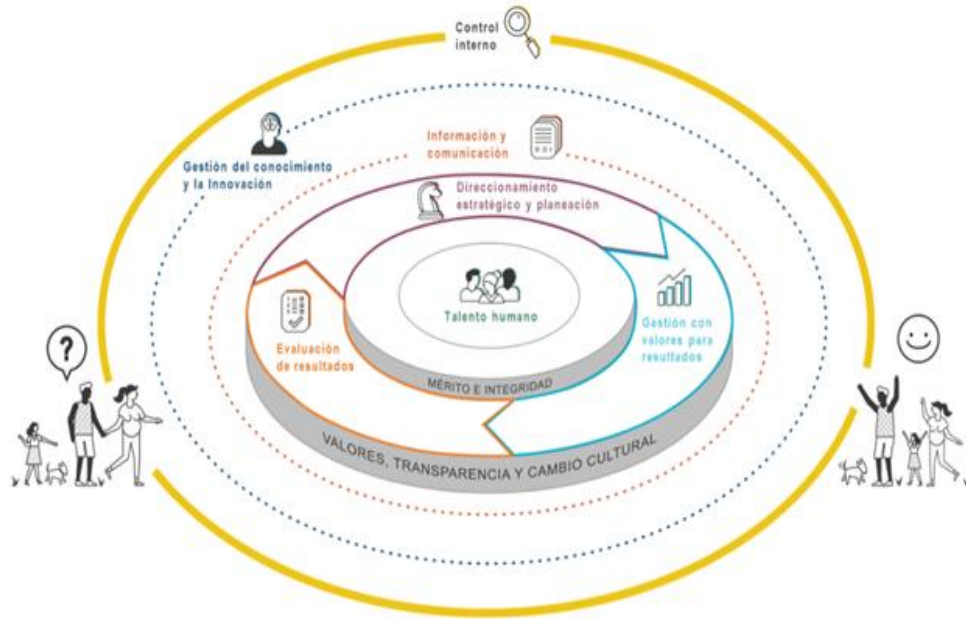 Control
interno
Gestión del conocimiento
y la Innovación
Información y
comunicación
Direccionamiento
estratégico y planeación
Talento humano
Gestión con
valores para
resultados
Evaluación
de resultados
MÉRITO E INTEGRIDAD
VALORES, TRANSPARENCIA Y CAMBIO CULTURAL
?